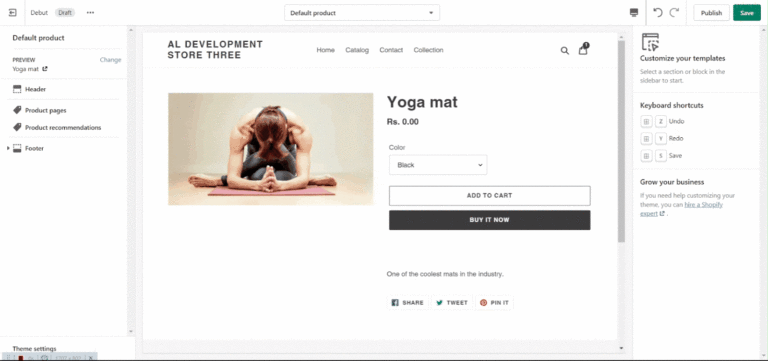 Debut Draft
Default product
Publish
Save
Default product
PREVIEW
Change
Yoga mat
Header
Product pages
Product recommendations
Footer
Theme settings
AL DEVELOPMENT
STORE THREE
Home Catalog Contact Collection
1
Yoga mat
Rs. 0.00
Color
Black
ADD TO CART
BUY IT NOW
One of the coolest mats in the industry.
SHARE TWEET PIN IT
Customize your templates
Select a section or block in the
sidebar to start.
Keyboard shortcuts
Z Undo
Y Redo
S Save
Grow your business
If you need help customizing your
theme, you can hire a Shopify
expert .